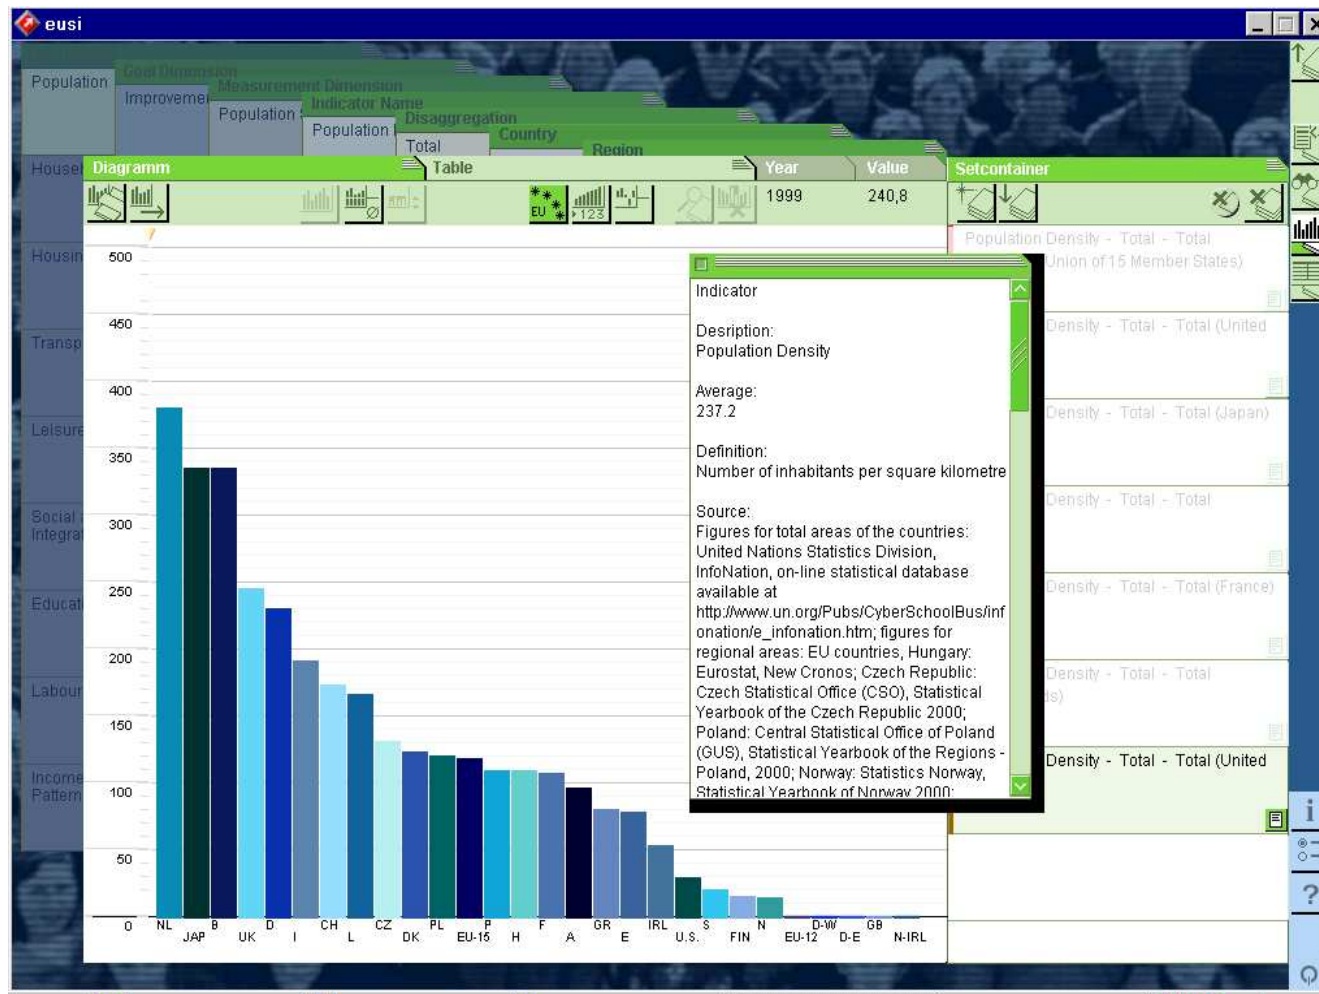 eusi
Population
Goal Dimension
Improveme
Measurement Dimension
Population
Indicator Name
Population
Disaggregation
Total
Country
Region
Househ
Housin
Transp
Leisure
Social
Integrat
Educati
Labour
Income
Pattern
Diagramm
Table
Year
Value
1999
240,8
EU
123
Setcontainer
Population Density - Total - Total
Union of 15 Member States)
Density - Total - Total (United
Density - Total - Total (Japan)
Density - Total - Total
Density - Total - Total (France)
Density - Total - Total
ds)
Density - Total - Total (United
Indicator
Desription:
Population Density
Average:
237.2
Definition:
Number of inhabitants per square kilometre
Source:
Figures for total areas of the countries:
United Nations Statistics Division,
InfoNation, on-line statistical database
available at
http://www.un.org/Pubs/CyberSchoolBus/inf
onation/e_infonation.htm; figures for
regional areas: EU countries, Hungary:
Eurostat, New Cronos; Czech Republic:
Czech Statistical Office (CSO), Statistical
Yearbook of the Czech Republic 2000;
Poland: Central Statistical Office of Poland
(GUS), Statistical Yearbook of the Regions -
Poland, 2000; Norway: Statistics Norway,
Statistical Yearbook of Norway 2000;
500
450
400
350
300
250
200
150
100
50
0
NL B D CH CZ PL P F GR IRL S N D-W GB
JAP UK I L DK EU-15 H A E U.S. FIN EU-12 D-E N-IRL
i
?